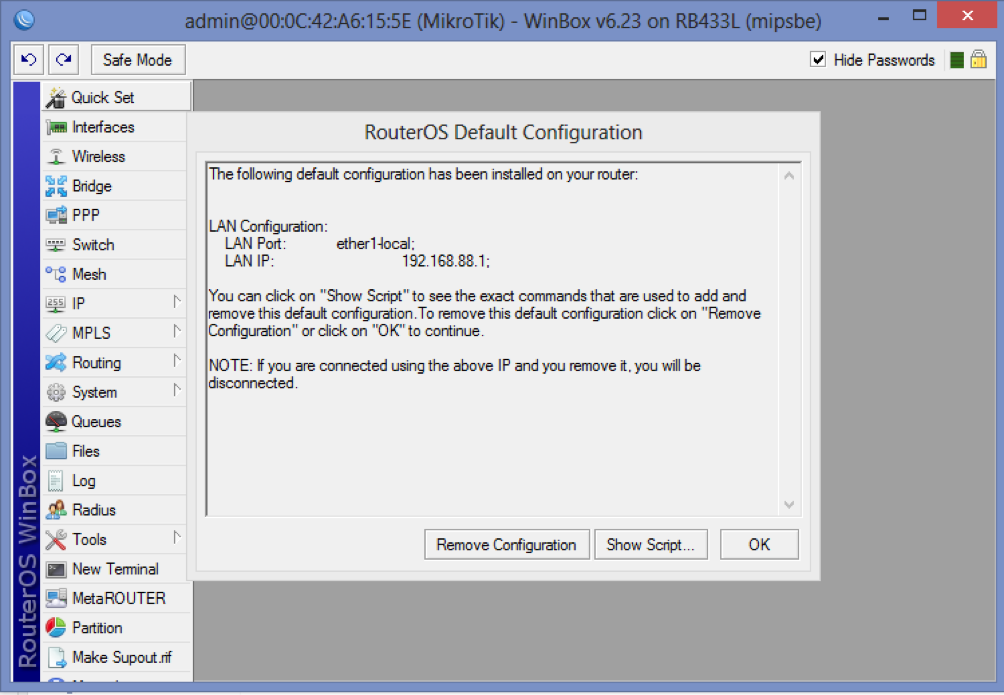 admin@00:0C:42:A6:15:5E (MikroTik) - WinBox v6.23 on RB433L (mipsbe)
Safe Mode
Hide Passwords
Quick Set
Interfaces
Wireless
Bridge
PPP
Switch
Mesh
IP
MPLS
Routing
System
Queues
Files
Log
Radius
Tools
New Terminal
MetaROUTER
Partition
Make Supout.rif
RouterOS WinBox
RouterOS Default Configuration
The following default configuration has been installed on your router:
LAN Configuration:
LAN Port: ether1-local;
LAN IP: 192.168.88.1;
You can click on "Show Script" to see the exact commands that are used to add and
remove this default configuration.To remove this default configuration click on "Remove
Configuration" or click on "OK" to continue.
NOTE: If you are connected using the above IP and you remove it, you will be
disconnected.
Remove Configuration
Show Script...
OK